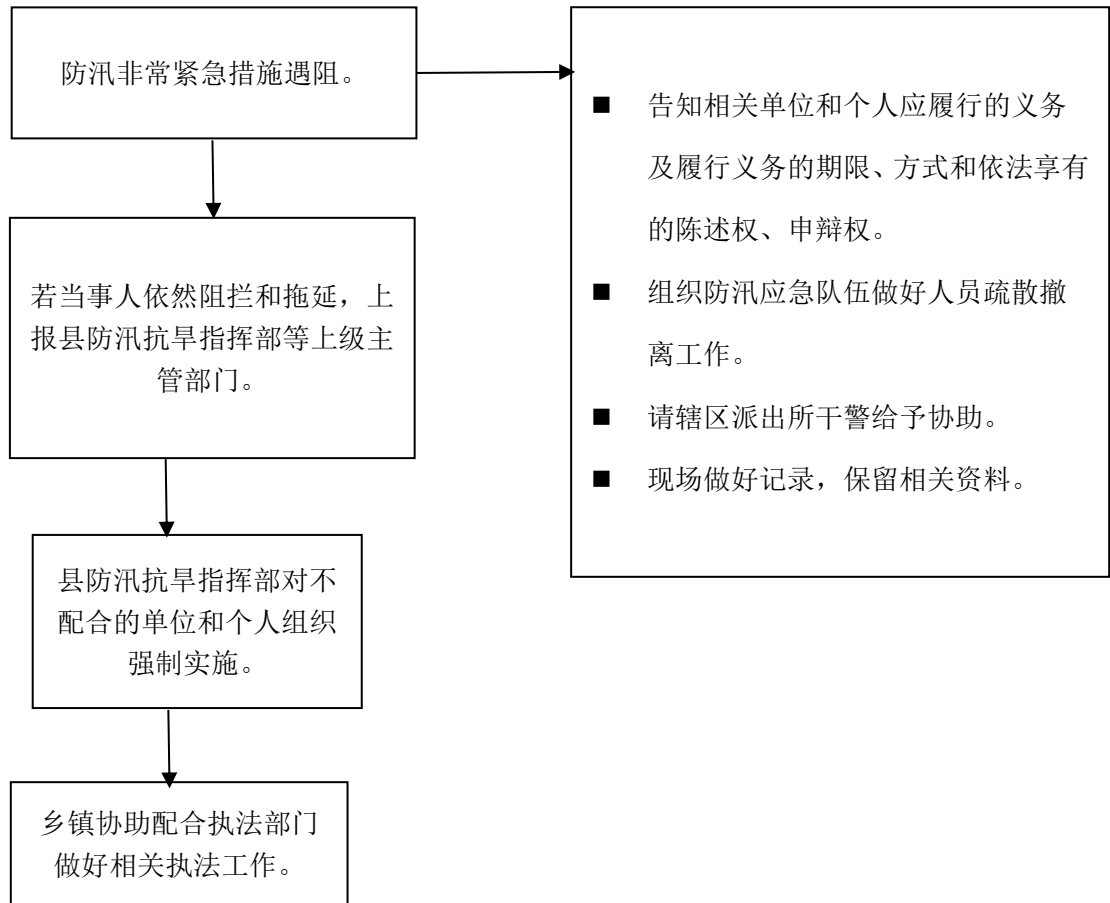 防汛非常紧急措施遇阻。
■ 告知相关单位和个人应履行的义务
及履行义务的期限、方式和依法享有
的陈述权、申辩权。
■ 组织防汛应急队伍做好人员疏散撤
离工作。
■ 请辖区派出所干警给予协助。
■ 现场做好记录，保留相关资料。
若当事人依然阻拦和拖延，上
报县防汛抗旱指挥部等上级主
管部门。
县防汛抗旱指挥部对不
配合的单位和个人组织
强制实施。
乡镇协助配合执法部门
做好相关执法工作。